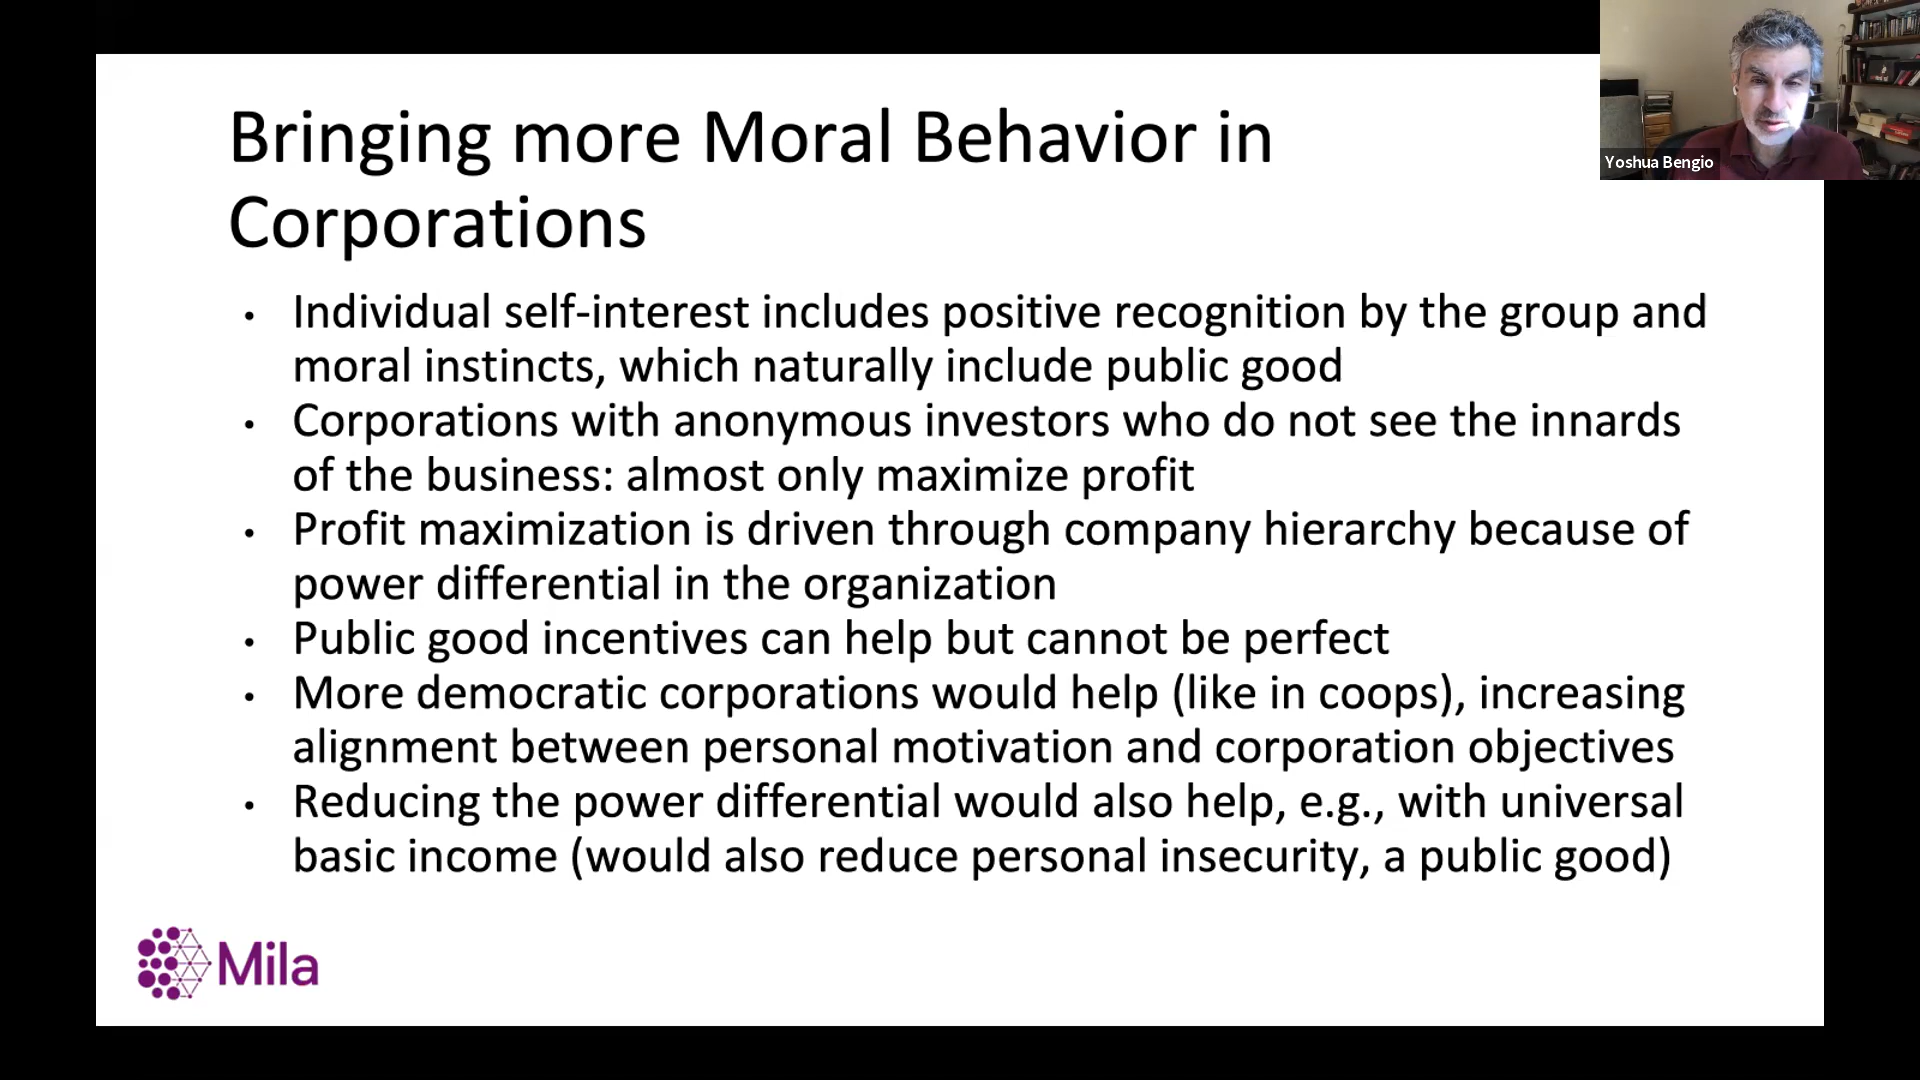 Bringing more Moral Behavior in
Corporations
Yoshua Bengio
• Individual self-interest includes positive recognition by the group and
moral instincts, which naturally include public good
• Corporations with anonymous investors who do not see the innards
of the business: almost only maximize profit
• Profit maximization is driven through company hierarchy because of
power differential in the organization
• Public good incentives can help but cannot be perfect
• More democratic corporations would help (like in coops), increasing
alignment between personal motivation and corporation objectives
• Reducing the power differential would also help, e.g., with universal
basic income (would also reduce personal insecurity, a public good)
Mila